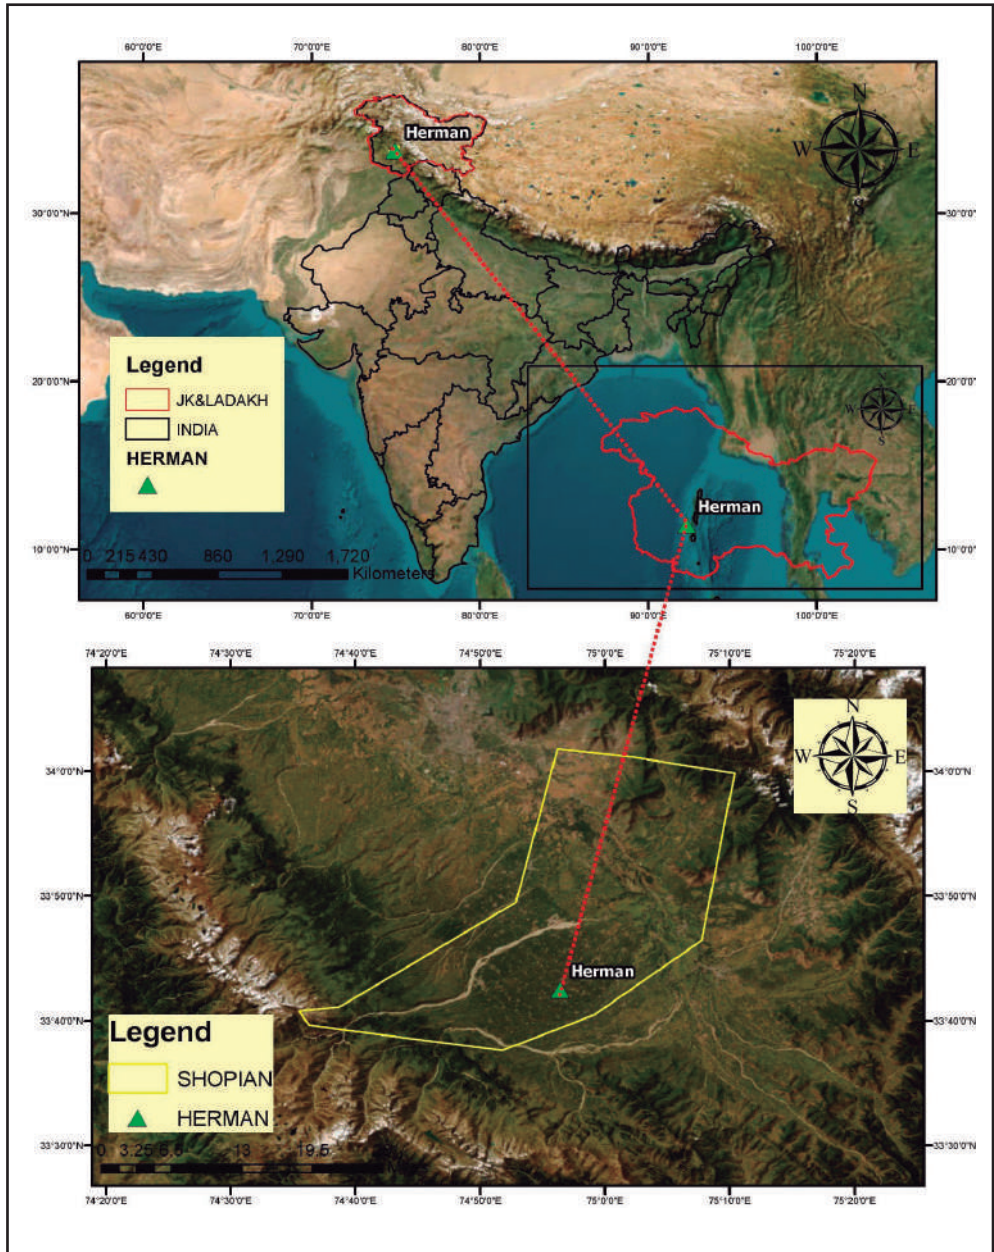 60°0'0"E 70°0'0"E 80°0'0"E 90°0'0"E 100°0'0"E
N
Herman
W E
S
30°0'0"N 30°0'0"N
Legend
JK&LADAKH
INDIA
HERMAN
20°0'0"N 20°0'0"N
W E
S
Herman
10°0'0"N 10°0'0"N
0 215 430 860 1,290 1,720
Kilometers
60°0'0"E 70°0'0"E 80°0'0"E 90°0'0"E 100°0'0"E
74°20'0"E 74°30'0"E 74°40'0"E 74°50'0"E 75°0'0"E 75°10'0"E 75°20'0"E
N
W E
S
34°0'0"N 34°0'0"N
33°50'0"N 33°50'0"N
Herman
33°40'0"N 33°40'0"N
Legend
SHOPIAN
HERMAN
33°30'0"N 33°30'0"N
0 3.25 6.5 13 19.5
74°20'0"E 74°30'0"E 74°40'0"E 74°50'0"E 75°0'0"E 75°10'0"E 75°20'0"E